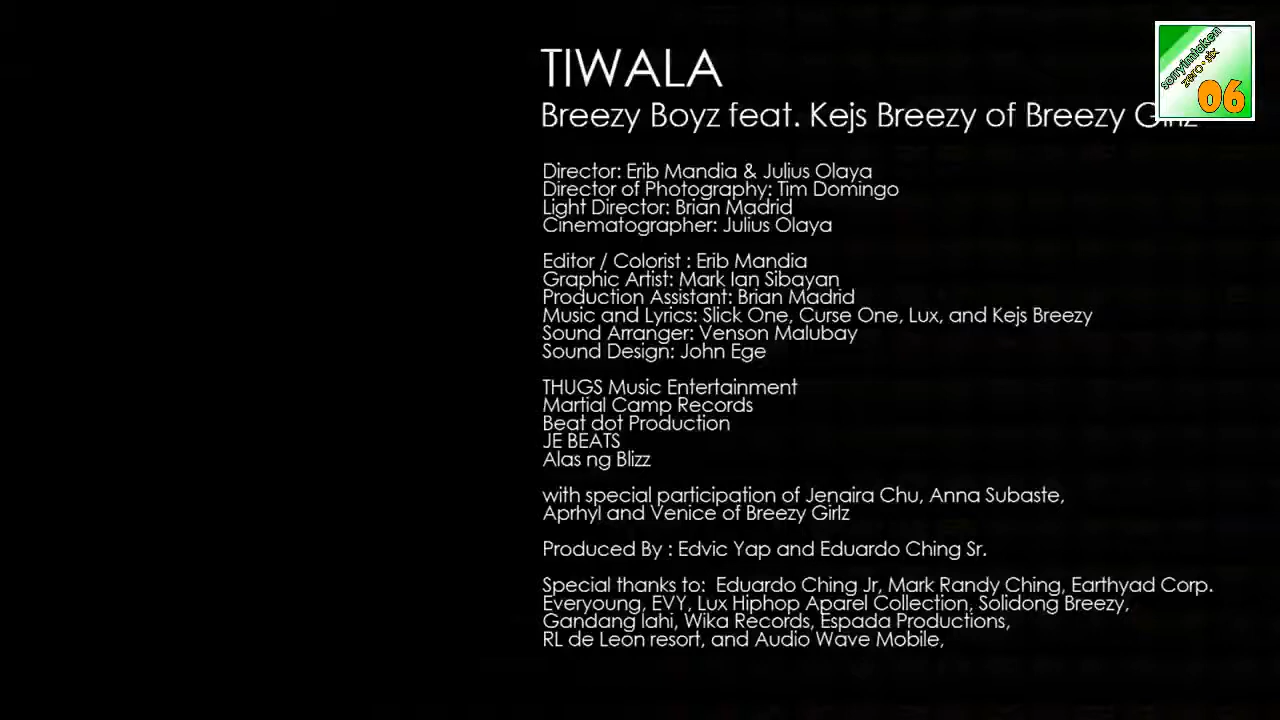 TIWALA
Breezy Boyz feat. Kejs Breezy of Breezy Girlz
sorryimtaken
zero•six
06
Director: Erib Mandia & Julius Olaya
Director of Photography: Tim Domingo
Light Director: Brian Madrid
Cinematographer: Julius Olaya
Editor / Colorist : Erib Mandia
Graphic Artist: Mark Ian Sibayan
Production Assistant: Brian Madrid
Music and Lyrics: Slick One, Curse One, Lux, and Kejs Breezy
Sound Arranger: Venson Malubay
Sound Design: John Ege
THUGS Music Entertainment
Martial Camp Records
Beat dot Production
JE BEATS
Alas ng Blizz
with special participation of Jenaira Chu, Anna Subaste,
Aprhyl and Venice of Breezy Girlz
Produced By : Edvic Yap and Eduardo Ching Sr.
Special thanks to:  Eduardo Ching Jr, Mark Randy Ching, Earthyad Corp.
Everyoung, EVY, Lux Hiphop Aparel Collection, Solidong Breezy,
Gandang lahi, Wika Records, Espada Productions,
RL de Leon resort, and Audio Wave Mobile,